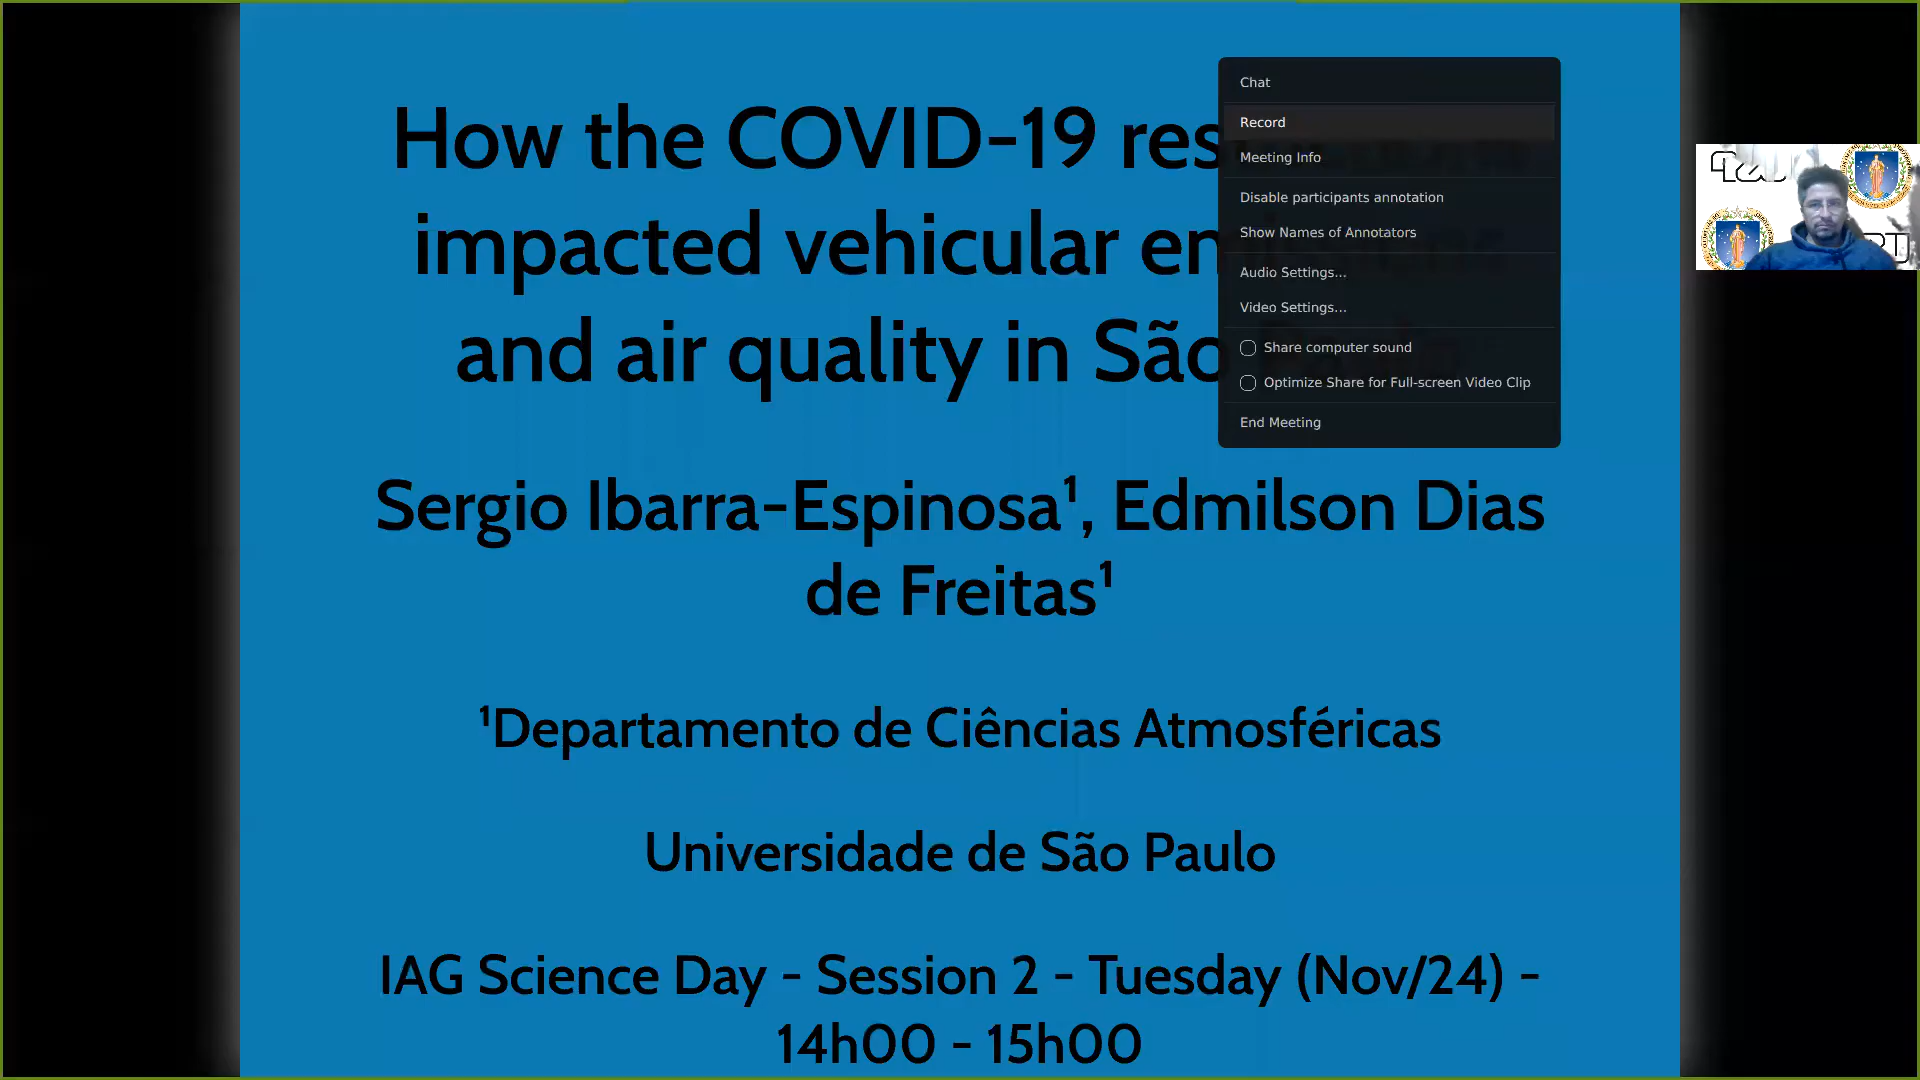 How the COVID-19 res
impacted vehicular en
and air quality in São
Chat
Record
Meeting Info
Disable participants annotation
Show Names of Annotators
Audio Settings...
Video Settings...
Share computer sound
Optimize Share for Full-screen Video Clip
End Meeting
Sergio Ibarra-Espinosa¹, Edmilson Dias
de Freitas¹
¹Departamento de Ciências Atmosféricas
Universidade de São Paulo
IAG Science Day - Session 2 - Tuesday (Nov/24) -
14h00 - 15h00